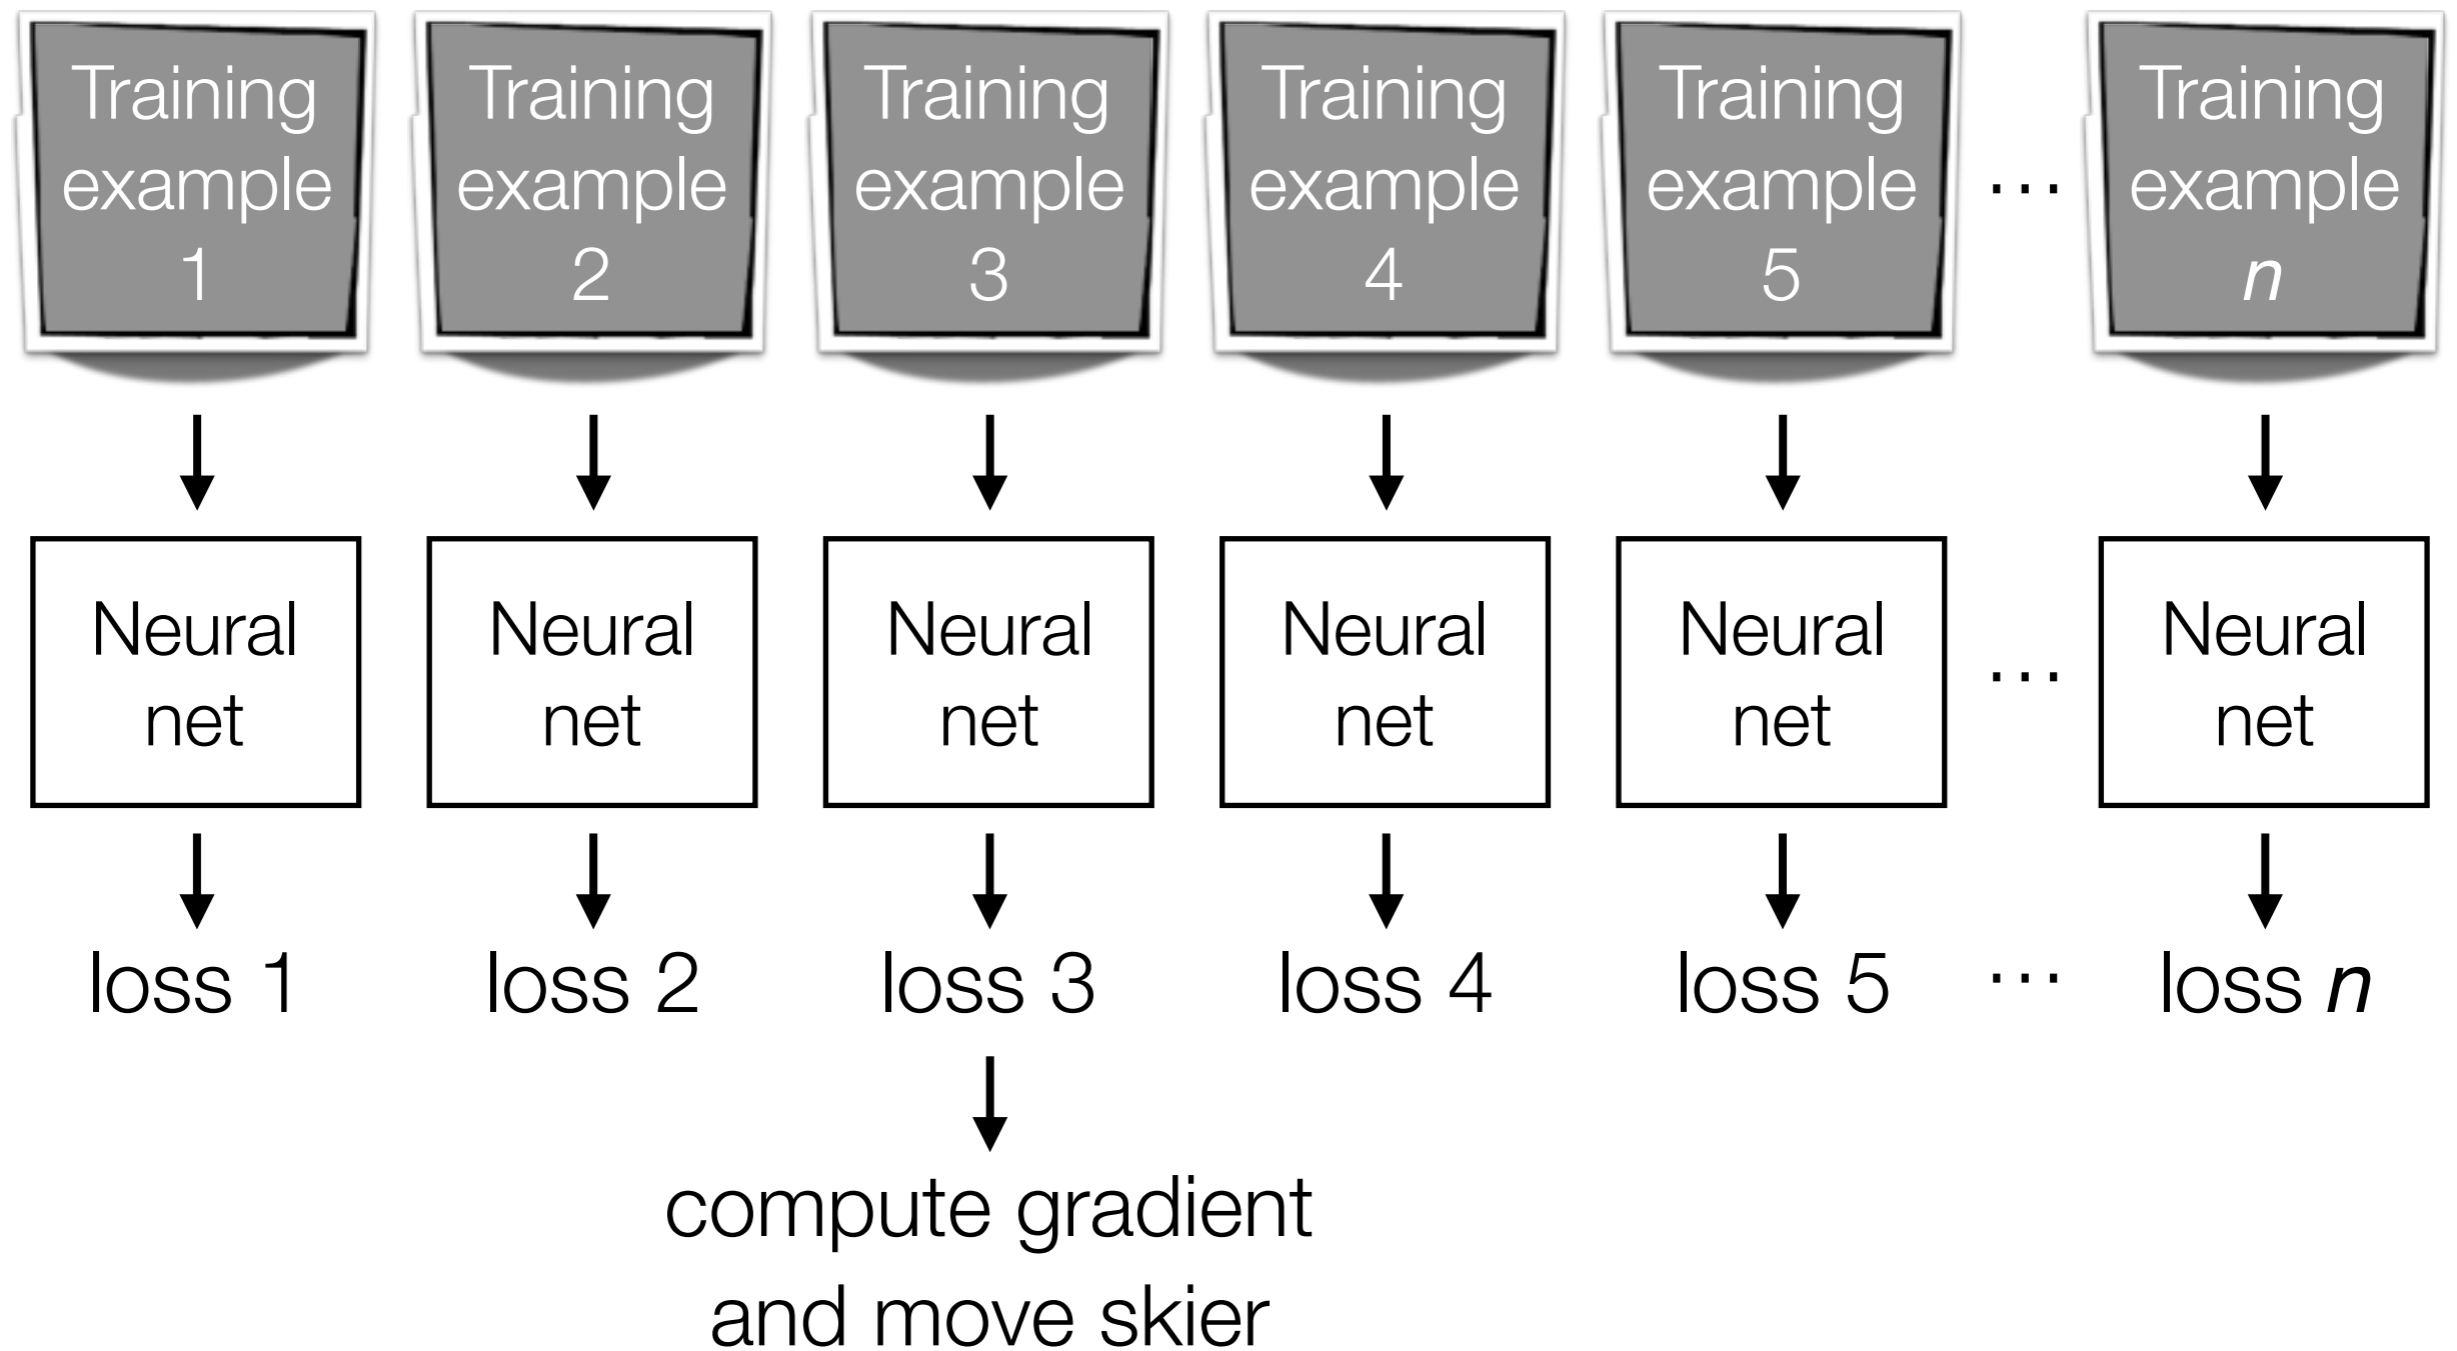 Training
example
1
Training
example
2
Training
example
3
Training
example
4
Training
example
5
...
Training
example
n
Neural
net
Neural
net
Neural
net
Neural
net
Neural
net
...
Neural
net
loss 1
loss 2
loss 3
loss 4
loss 5
...
loss n
compute gradient
and move skier